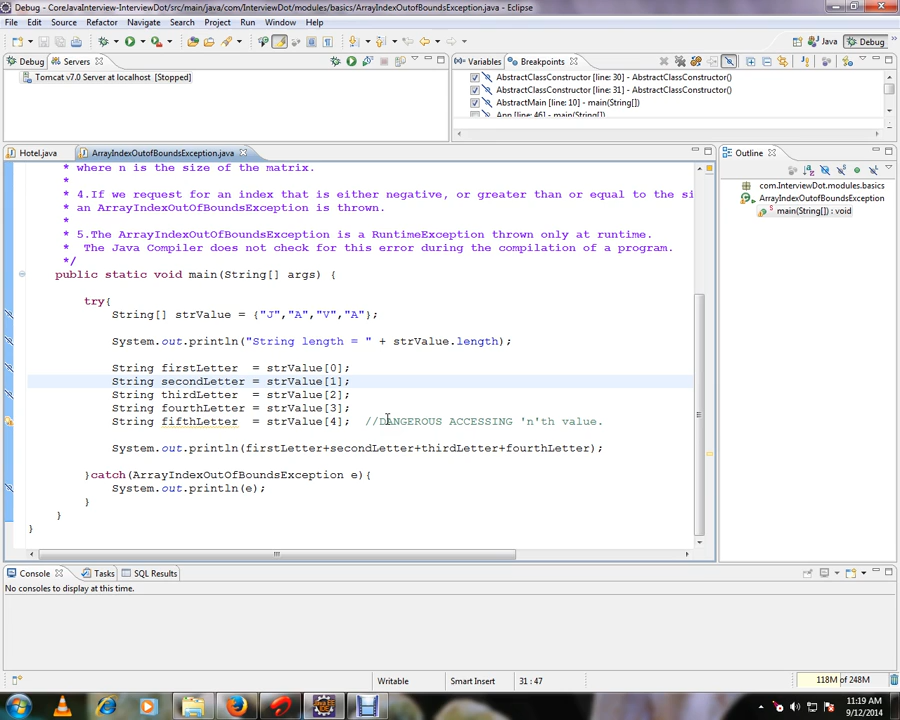 Debug - CoreJavaInterview-InterviewDot/src/main/java/com/InterviewDot/modules/basics/ArrayIndexOutofBoundsException.java - Eclipse
File Edit Source Refactor Navigate Search Project Run Window Help
Java Debug
Debug Servers
Variables Breakpoints
Tomcat v7.0 Server at localhost [Stopped]
AbstractClassConstructor [line: 30] - AbstractClassConstructor()
AbstractClassConstructor [line: 31] - AbstractClassConstructor()
AbstractMain [line: 10] - main(String[])
Ann [line: 46] - main(String[])
Hotel.java ArrayIndexOutofBoundsException.java
Outline
* where n is the size of the matrix.
*
* 4.If we request for an index that is either negative, or greater than or equal to the si
an ArrayIndexOutOfBoundsException is thrown.
*
* 5.The ArrayIndexOutOfBoundsException is a RuntimeException thrown only at runtime.
* The Java Compiler does not check for this error during the compilation of a program.
*/
public static void main(String[] args) {
try{
String[] strValue = {"J","A","V","A"};
System.out.println("String length = " + strValue.length);
String firstLetter = strValue[0];
String secondLetter = strValue[1];
String thirdLetter = strValue[2];
String fourthLetter = strValue[3];
String fifthLetter = strValue[4]; //DANGEROUS ACCESSING 'n'th value.
System.out.println(firstLetter+secondLetter+thirdLetter+fourthLetter);
}catch(ArrayIndexOutOfBoundsException e){
System.out.println(e);
}
}
}
com.InterviewDot.modules.basics
ArrayIndexOutofBoundsException
main(String[]) : void
Console Tasks SQL Results
No consoles to display at this time.
Writable Smart Insert 31 : 47 118M of 248M
11:19 AM
9/12/2014